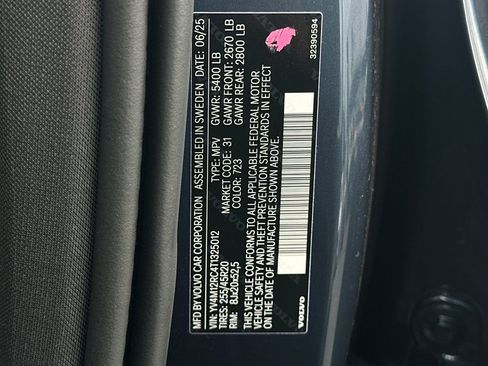 MFD BY VOLVO CAR CORPORATION ASSEMBLED IN SWEDEN DATE: 06/25
GVWR: 5400 LB
GAWR FRONT: 2670 LB
GAWR REAR: 2800 LB
VIN: YV4M12RC4T1325012 TYPE: MPV
TIRES: 255/45R20 MARKET CODE: 31
RIM: 8Jx20x52,5 COLOR: 723
THIS VEHICLE CONFORMS TO ALL APPLICABLE FEDERAL MOTOR
VEHICLE SAFETY AND THEFT PREVENTION STANDARDS IN EFFECT
ON THE DATE OF MANUFACTURE SHOWN ABOVE.
32390594
VOLVO